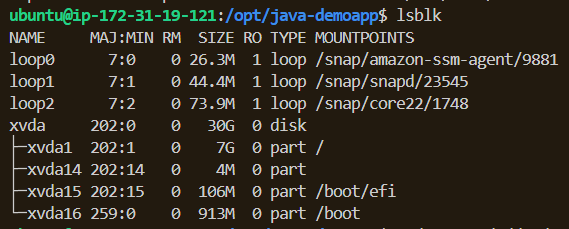 ubuntu@ip-172-31-19-121:/opt/java-demoapp$ lsblk
NAME     MAJ:MIN RM  SIZE RO TYPE MOUNTPOINTS
loop0      7:0    0 26.3M  1 loop /snap/amazon-ssm-agent/9881
loop1      7:1    0 44.4M  1 loop /snap/snapd/23545
loop2      7:2    0 73.9M  1 loop /snap/core22/1748
xvda     202:0    0   30G  0 disk
├─xvda1  202:1    0    7G  0 part /
├─xvda14 202:14   0    4M  0 part
├─xvda15 202:15   0  106M  0 part /boot/efi
└─xvda16 259:0    0  913M  0 part /boot